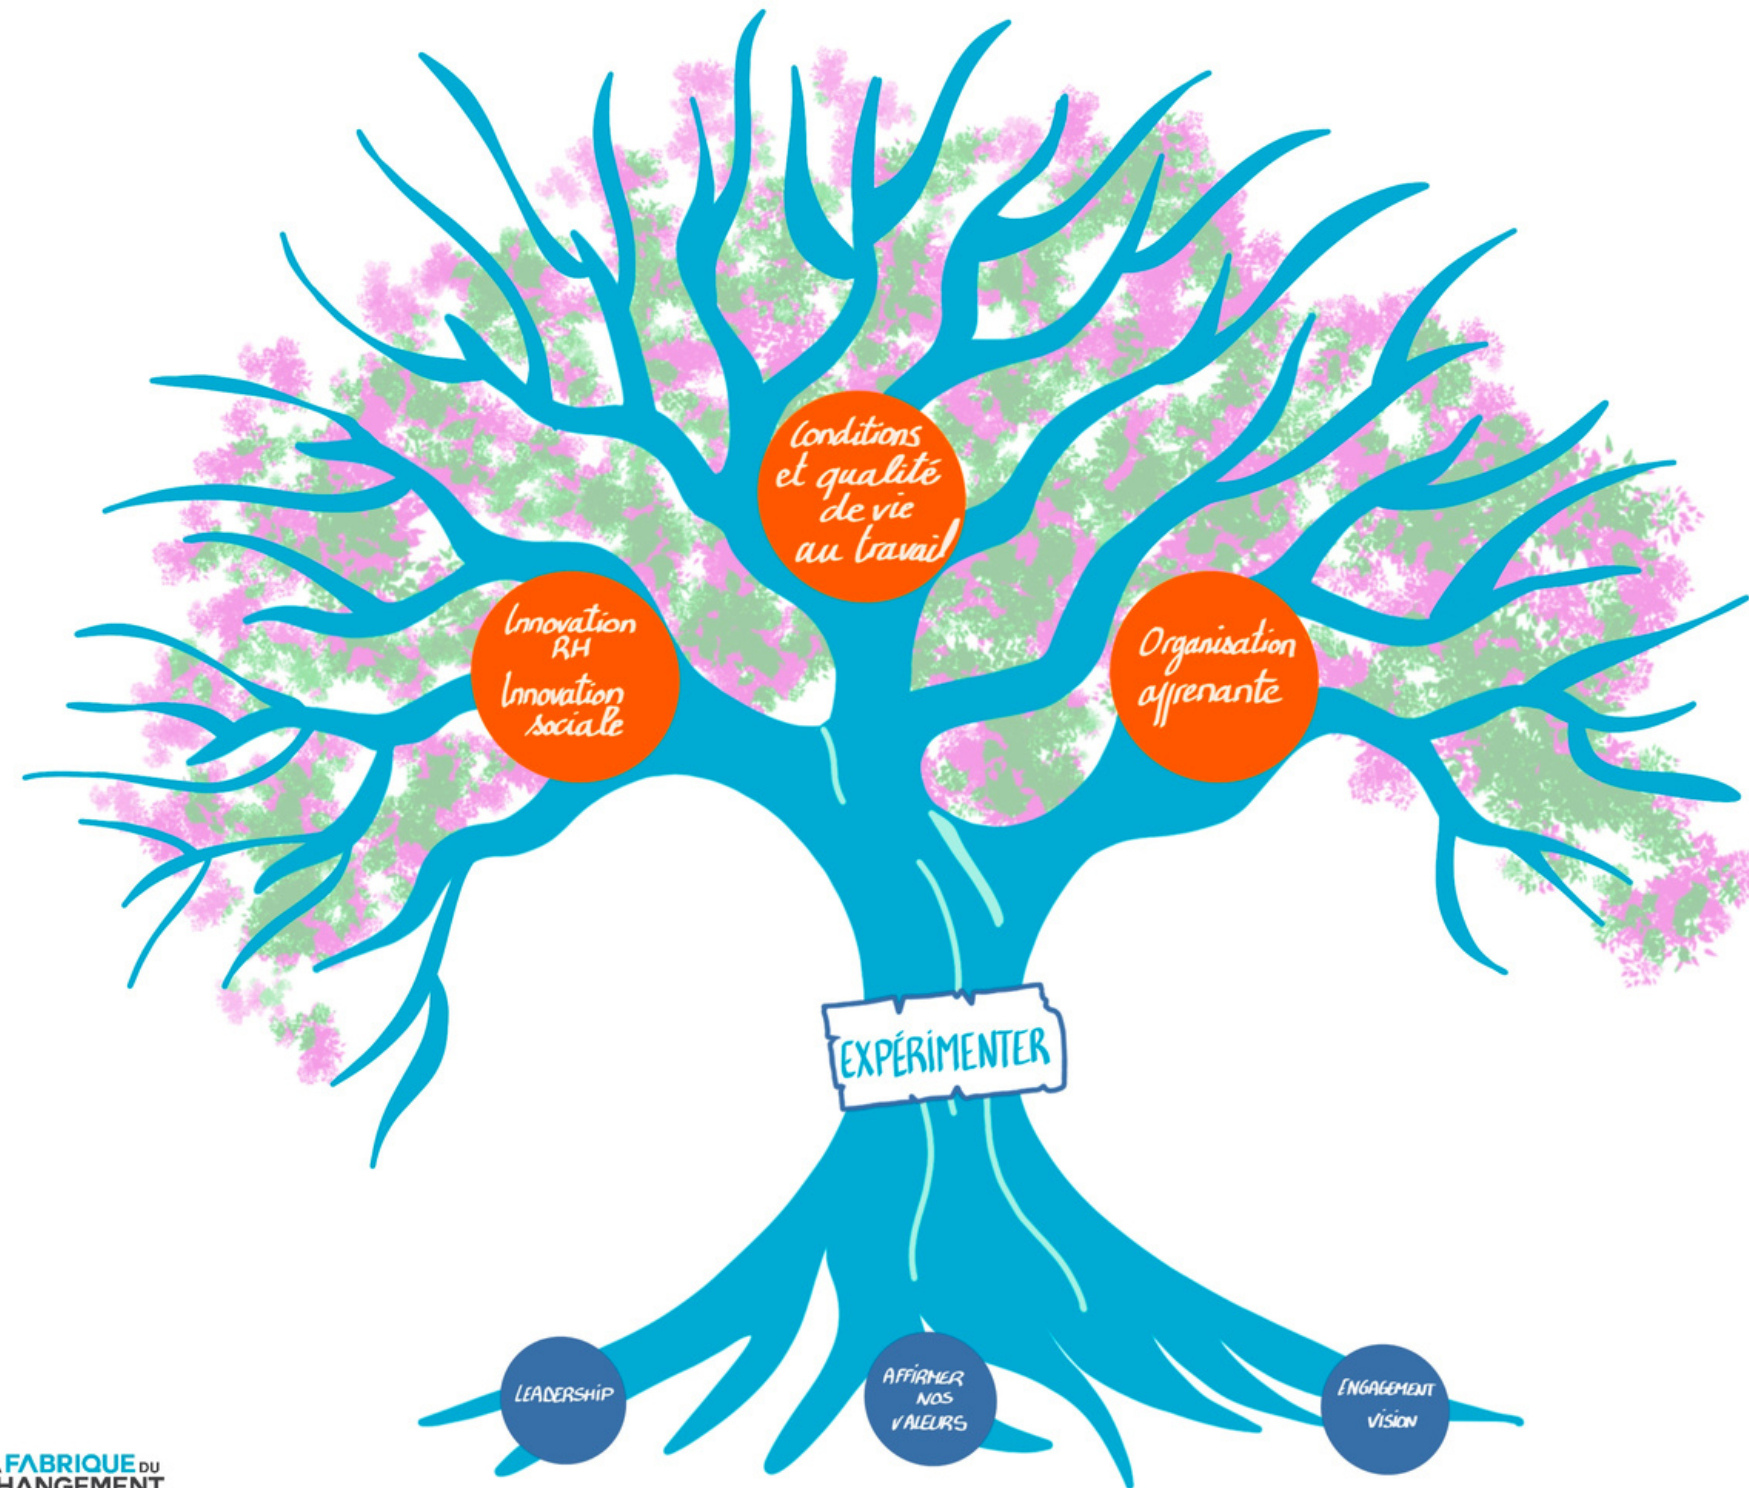 Conditions
et qualité
de vie
au travail
Innovation
RH
Innovation
sociale
Organisation
apprenante
EXPÉRIMENTER
LEADERSHIP
AFFIRMER
NOS
VALEURS
ENGAGEMENT
VISION
FABRIQUE DU
HANGEMENT